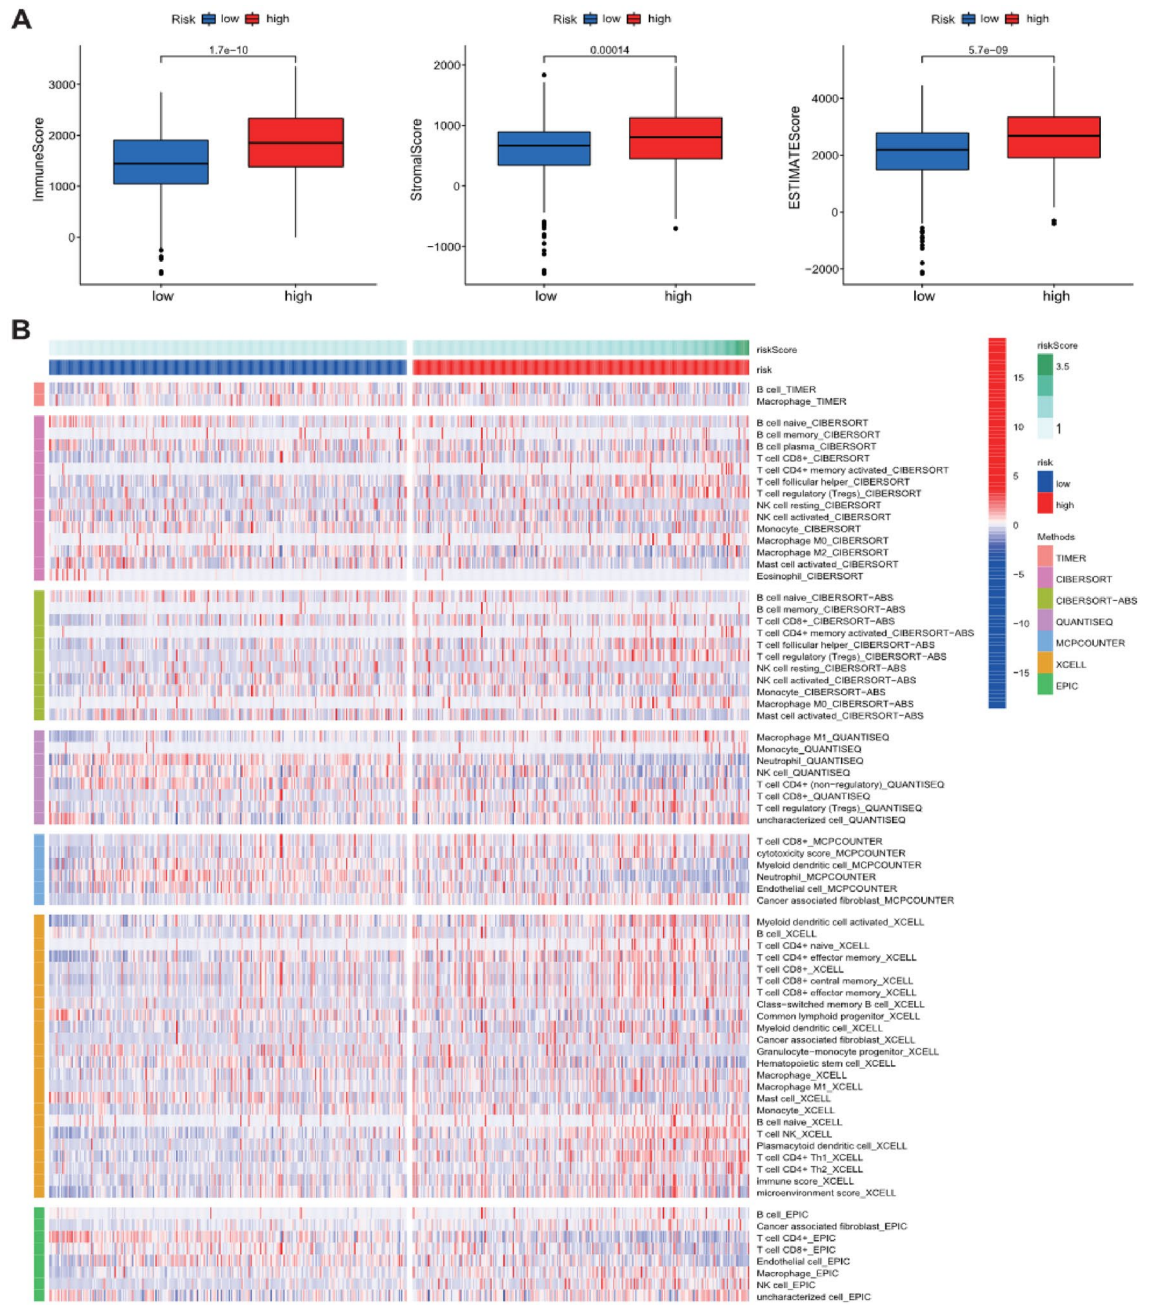 A
Risk low high
Risk low high
Risk low high
1.7e-10
0.00014
5.7e-09
ImmuneScore
3000
2000
1000
0
low high
StromalScore
2000
1000
0
−1000
low high
ESTIMATEScore
4000
2000
0
−2000
low high
B
riskScore
risk
B cell_TIMER
Macrophage_TIMER
B cell naive_CIBERSORT
B cell memory_CIBERSORT
B cell plasma_CIBERSORT
T cell CD8+_CIBERSORT
T cell CD4+ memory activated_CIBERSORT
T cell follicular helper_CIBERSORT
T cell regulatory (Tregs)_CIBERSORT
NK cell resting_CIBERSORT
NK cell activated_CIBERSORT
Monocyte_CIBERSORT
Macrophage M0_CIBERSORT
Macrophage M2_CIBERSORT
Mast cell activated_CIBERSORT
Eosinophil_CIBERSORT
B cell naive_CIBERSORT−ABS
B cell memory_CIBERSORT−ABS
T cell CD8+_CIBERSORT−ABS
T cell CD4+ memory activated_CIBERSORT−ABS
T cell follicular helper_CIBERSORT−ABS
T cell regulatory (Tregs)_CIBERSORT−ABS
NK cell resting_CIBERSORT−ABS
NK cell activated_CIBERSORT−ABS
Monocyte_CIBERSORT−ABS
Macrophage M0_CIBERSORT−ABS
Mast cell activated_CIBERSORT−ABS
Macrophage M1_QUANTISEQ
Monocyte_QUANTISEQ
Neutrophil_QUANTISEQ
NK cell_QUANTISEQ
T cell CD4+ (non−regulatory)_QUANTISEQ
T cell CD8+_QUANTISEQ
T cell regulatory (Tregs)_QUANTISEQ
uncharacterized cell_QUANTISEQ
T cell CD8+_MCPCOUNTER
cytotoxicity score_MCPCOUNTER
Myeloid dendritic cell_MCPCOUNTER
Neutrophil_MCPCOUNTER
Endothelial cell_MCPCOUNTER
Cancer associated fibroblast_MCPCOUNTER
Myeloid dendritic cell activated_XCELL
B cell_XCELL
T cell CD4+ naive_XCELL
T cell CD4+ effector memory_XCELL
T cell CD8+_XCELL
T cell CD8+ central memory_XCELL
T cell CD8+ effector memory_XCELL
Class−switched memory B cell_XCELL
Common lymphoid progenitor_XCELL
Myeloid dendritic cell_XCELL
Cancer associated fibroblast_XCELL
Granulocyte−monocyte progenitor_XCELL
Hematopoietic stem cell_XCELL
Macrophage_XCELL
Macrophage M1_XCELL
Mast cell_XCELL
Monocyte_XCELL
B cell naive_XCELL
T cell NK_XCELL
Plasmacytoid dendritic cell_XCELL
T cell CD4+ Th1_XCELL
T cell CD4+ Th2_XCELL
immune score_XCELL
microenvironment score_XCELL
B cell_EPIC
Cancer associated fibroblast_EPIC
T cell CD4+_EPIC
T cell CD8+_EPIC
Endothelial cell_EPIC
Macrophage_EPIC
NK cell_EPIC
uncharacterized cell_EPIC
15
10
5
0
−5
−10
−15
riskScore
3.5
1
risk
low
high
Methods
TIMER
CIBERSORT
CIBERSORT−ABS
QUANTISEQ
MCPCOUNTER
XCELL
EPIC